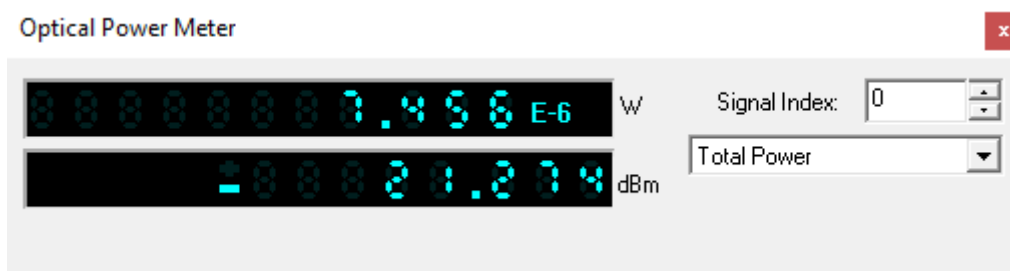 Optical Power Meter
x
7.456 E-6 W
Signal Index: 0
Total Power
-21.274 dBm